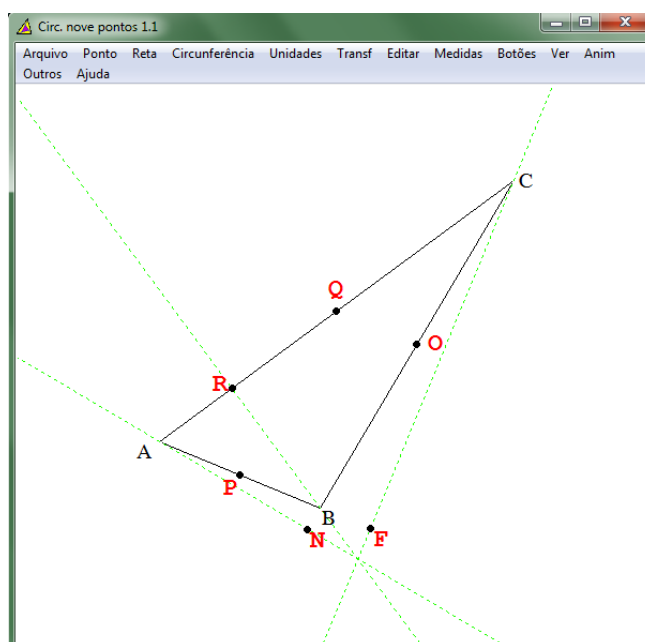 Circ. nove pontos 1.1
Arquivo Ponto Reta Circunferência Unidades Transf Editar Medidas Botões Ver Anim
Outros Ajuda
C
Q
O
R
A
P
B
N
F